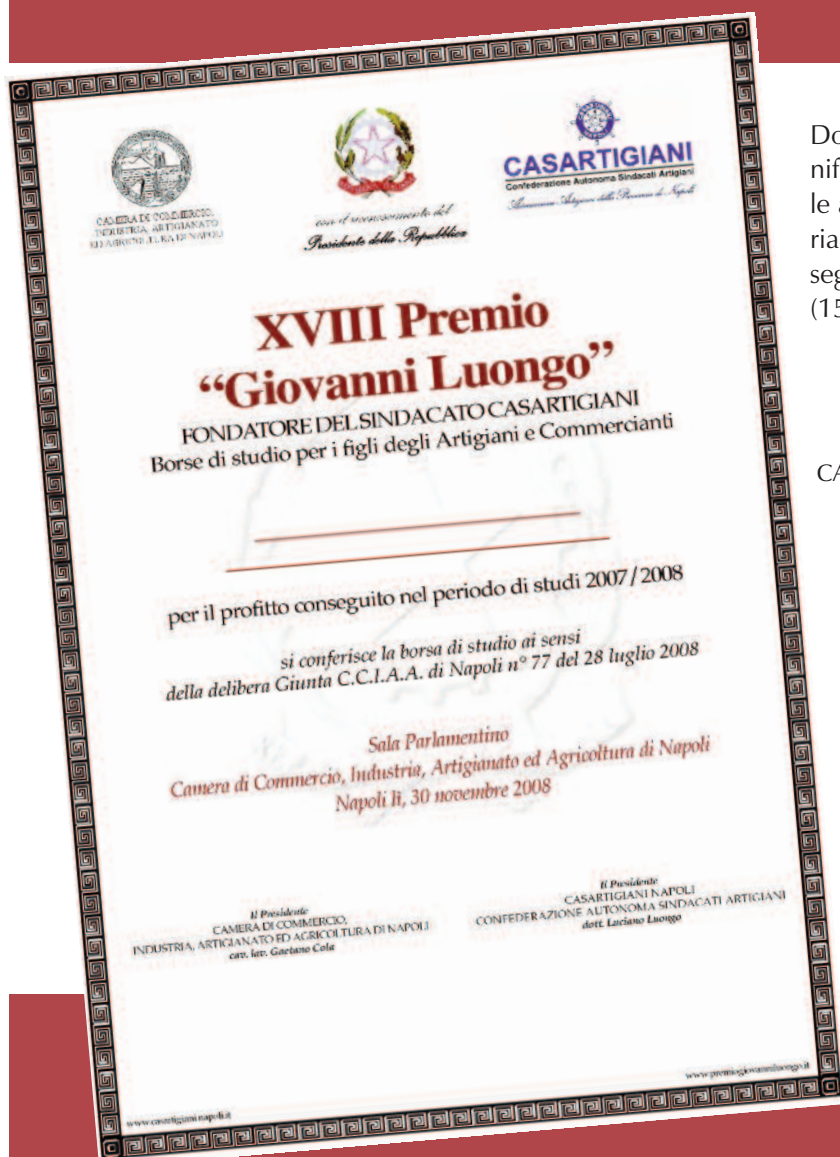 CAMERA DI COMMERCIO,
INDUSTRIA, ARTIGIANATO
ED AGRICOLTURA DI NAPOLI
con il riconoscimento del
Presidente della Repubblica
CASARTIGIANI
Confederazione Autonoma Sindacati Artigiani
Associazione Artigiani della Provincia di Napoli
XVIII Premio
“Giovanni Luongo”
FONDATORE DEL SINDACATO CASARTIGIANI
Borse di studio per i figli degli Artigiani e Commercianti
per il profitto conseguito nel periodo di studi 2007/2008
si conferisce la borsa di studio ai sensi
della delibera Giunta C.C.I.A.A. di Napoli n° 77 del 28 luglio 2008
Sala Parlamentino
Camera di Commercio, Industria, Artigianato ed Agricoltura di Napoli
Napoli lì, 30 novembre 2008
Il Presidente
CAMERA DI COMMERCIO,
INDUSTRIA, ARTIGIANATO ED AGRICOLTURA DI NAPOLI
cav. lav. Gaetano Cola
Il Presidente
CASARTIGIANI NAPOLI
CONFEDERAZIONE AUTONOMA SINDACATI ARTIGIANI
dott. Luciano Luongo
www.casartigiani.napoli.it
www.premiogiovanniluongo.it
Do
nif
le a
ria
seg
(15
CA